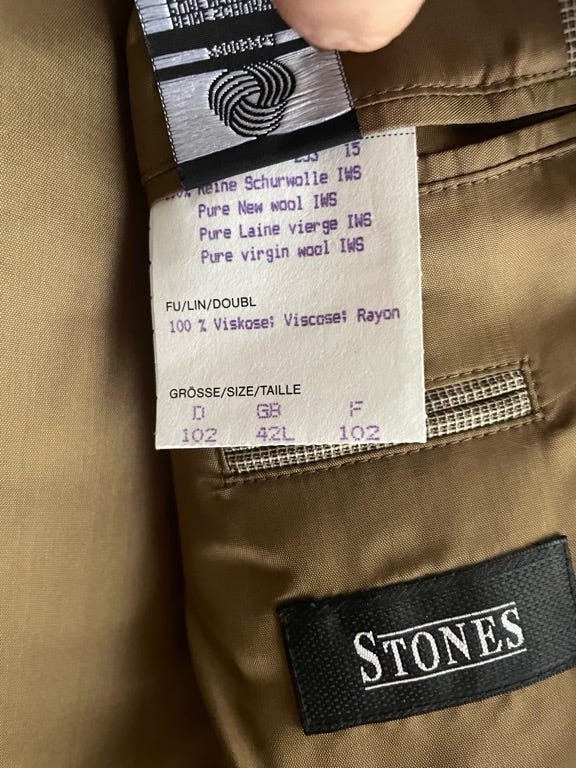 15
Reine Schurwolle IWS
Pure New wool IWS
Pure Laine vierge IWS
Pure virgin wool IWS
FU/LIN/DOUBL
100 % Viskose; Viscose; Rayon
GRÖSSE/SIZE/TAILLE
D GB F
102 42L 102
STONES